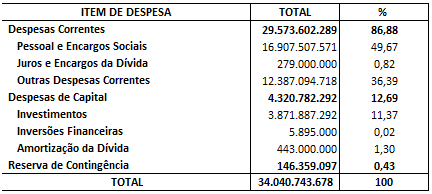 ITEM DE DESPESA TOTAL %
Despesas Correntes 29.573.602.289 86,88
Pessoal e Encargos Sociais 16.907.507.571 49,67
Juros e Encargos da Dívida 279.000.000 0,82
Outras Despesas Correntes 12.387.094.718 36,39
Despesas de Capital 4.320.782.292 12,69
Investimentos 3.871.887.292 11,37
Inversões Financeiras 5.895.000 0,02
Amortização da Dívida 443.000.000 1,30
Reserva de Contingência 146.359.097 0,43
TOTAL 34.040.743.678 100